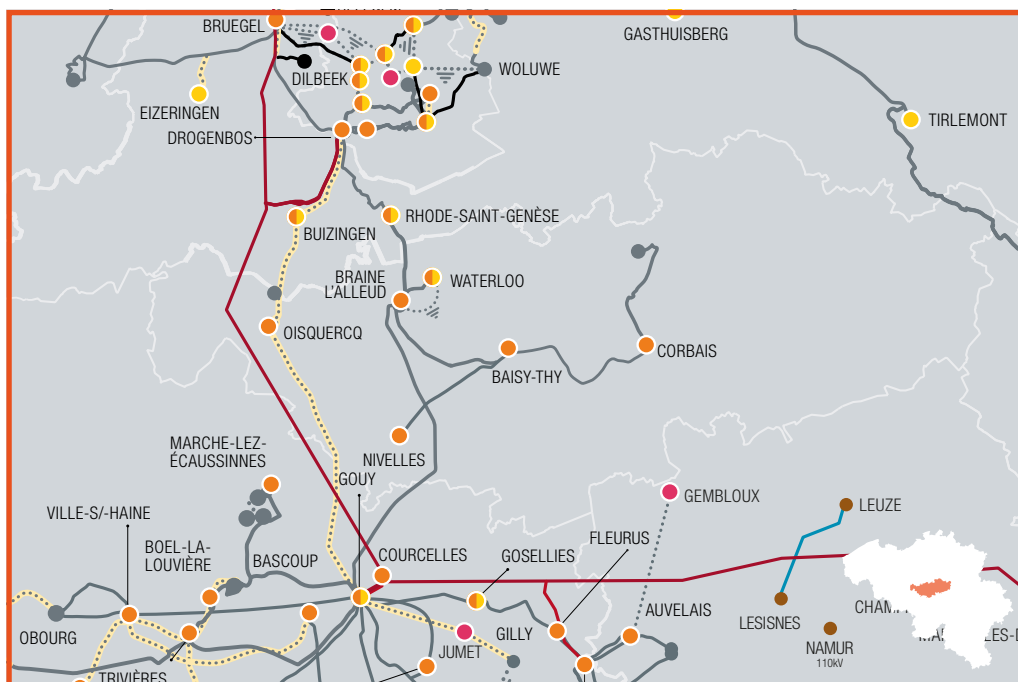 BRUEGEL
GASTHUISBERG
DILBEEK
WOLUWE
EIZERINGEN
TIRLEMONT
DROGENBOS
RHODE-SAINT-GENÈSE
BUIZINGEN
BRAINE
L'ALLEUD
WATERLOO
OISQUERCQ
CORBAIS
BAISY-THY
MARCHE-LEZ-
ÉCAUSSINNES
NIVELLES
GOUY
GEMBLOUX
LEUZE
VILLE-S/-HAINE
FLEURUS
BOEL-LA-
LOUVIÈRE
BASCOUP
COURCELLES
GOSELLIES
AUVELAIS
CHAMP
LESISNES
OBOURG
GILLY
JUMET
NAMUR
110kV
TRIVIÈRES